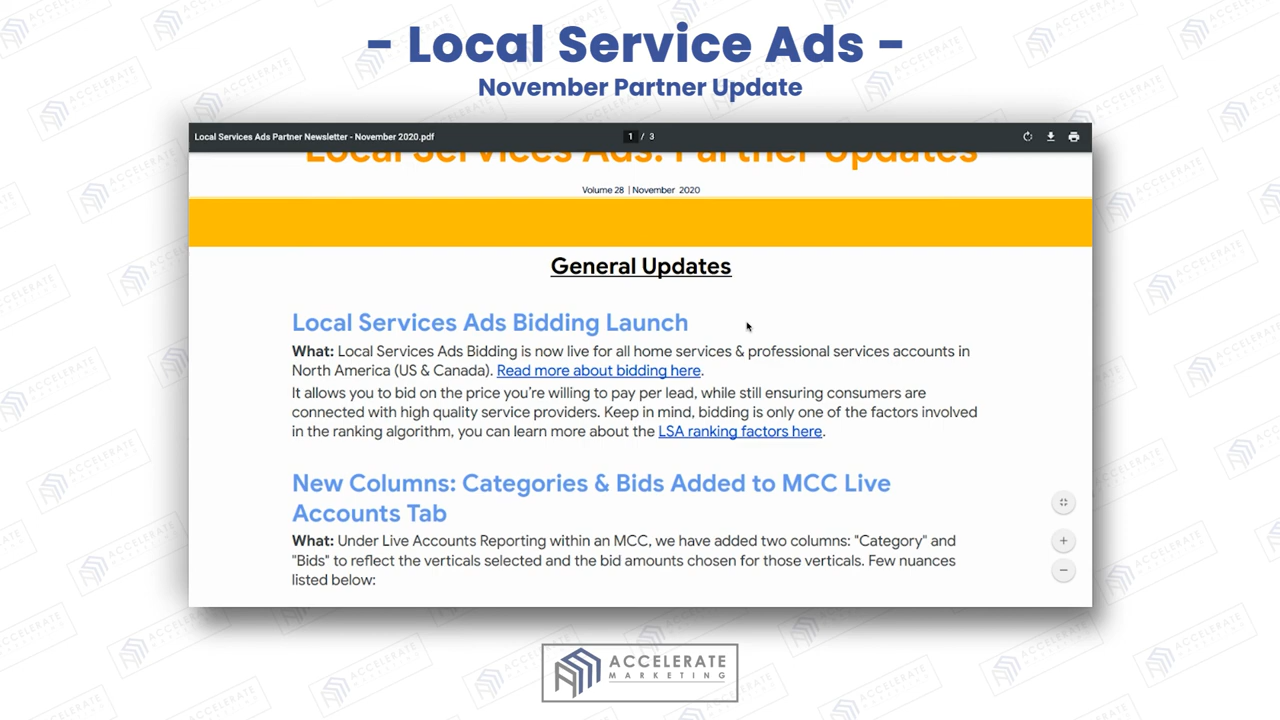 - Local Service Ads -
November Partner Update
Local Services Ads Partner Newsletter - November 2020.pdf
1 / 3
Local Services Ads: Partner Updates
Volume 28 | November 2020
General Updates
Local Services Ads Bidding Launch
What: Local Services Ads Bidding is now live for all home services & professional services accounts in
North America (US & Canada). Read more about bidding here.
It allows you to bid on the price you're willing to pay per lead, while still ensuring consumers are
connected with high quality service providers. Keep in mind, bidding is only one of the factors involved
in the ranking algorithm, you can learn more about the LSA ranking factors here.
New Columns: Categories & Bids Added to MCC Live
Accounts Tab
What: Under Live Accounts Reporting within an MCC, we have added two columns: "Category" and
"Bids" to reflect the verticals selected and the bid amounts chosen for those verticals. Few nuances
listed below:
ACCELERATE
MARKETING